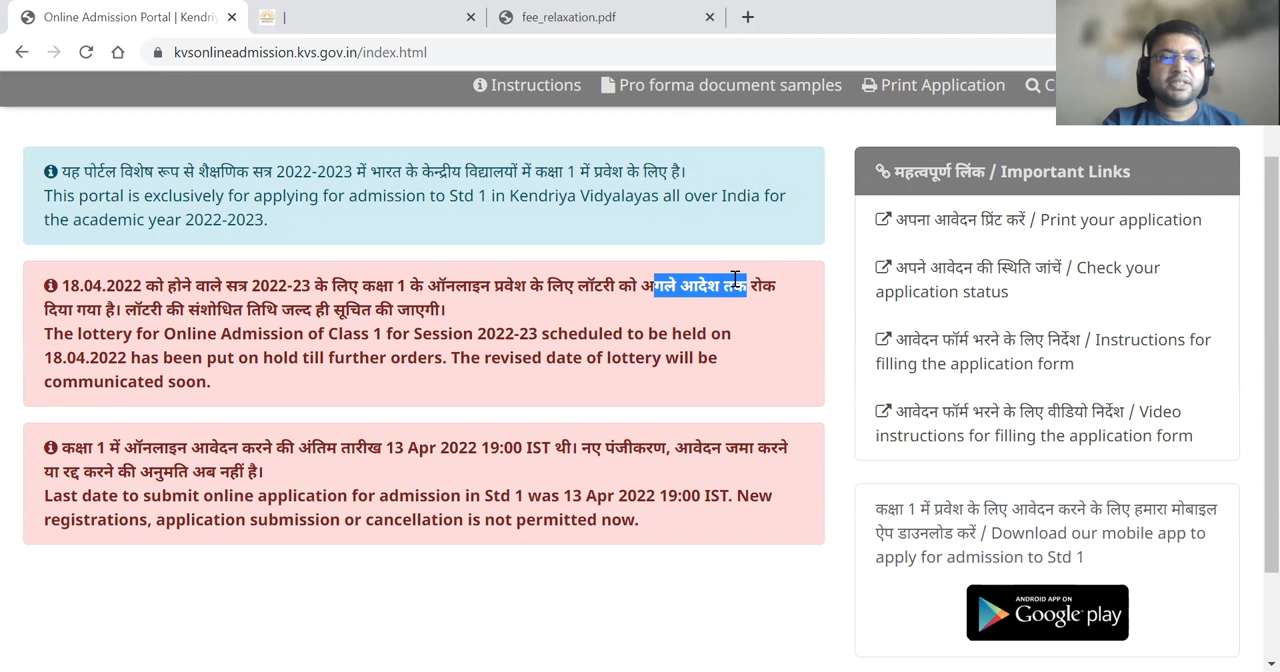 Online Admission Portal | Kendriy
fee_relaxation.pdf
kvsonlineadmission.kvs.gov.in/index.html
Instructions
Pro forma document samples
Print Application
यह पोर्टल विशेष रूप से शैक्षणिक सत्र 2022-2023 में भारत के केन्द्रीय विद्यालयों में कक्षा 1 में प्रवेश के लिए है।
This portal is exclusively for applying for admission to Std 1 in Kendriya Vidyalayas all over India for
the academic year 2022-2023.
18.04.2022 को होने वाले सत्र 2022-23 के लिए कक्षा 1 के ऑनलाइन प्रवेश के लिए लॉटरी को अगले आदेश तक रोक
दिया गया है। लॉटरी की संशोधित तिथि जल्द ही सूचित की जाएगी।
The lottery for Online Admission of Class 1 for Session 2022-23 scheduled to be held on
18.04.2022 has been put on hold till further orders. The revised date of lottery will be
communicated soon.
कक्षा 1 में ऑनलाइन आवेदन करने की अंतिम तारीख 13 Apr 2022 19:00 IST थी। नए पंजीकरण, आवेदन जमा करने
या रद्द करने की अनुमति अब नहीं है।
Last date to submit online application for admission in Std 1 was 13 Apr 2022 19:00 IST. New
registrations, application submission or cancellation is not permitted now.
महत्वपूर्ण लिंक / Important Links
अपना आवेदन प्रिंट करें / Print your application
अपने आवेदन की स्थिति जांचें / Check your
application status
आवेदन फॉर्म भरने के लिए निर्देश / Instructions for
filling the application form
आवेदन फॉर्म भरने के लिए वीडियो निर्देश / Video
instructions for filling the application form
कक्षा 1 में प्रवेश के लिए आवेदन करने के लिए हमारा मोबाइल
ऐप डाउनलोड करें / Download our mobile app to
apply for admission to Std 1
ANDROID APP ON
Google play